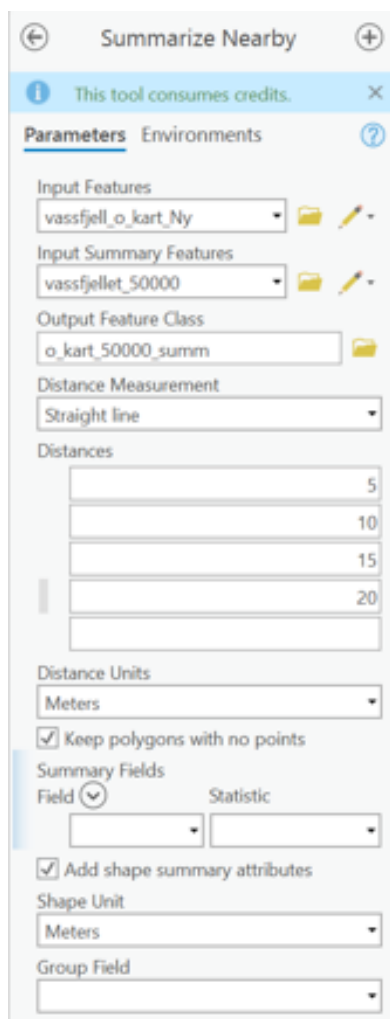 Summarize Nearby
This tool consumes credits.
Parameters Environments
Input Features
vassfjell_o_kart_Ny
Input Summary Features
vassfjellet_50000
Output Feature Class
o_kart_50000_summ
Distance Measurement
Straight line
Distances
5
10
15
20
Distance Units
Meters
Keep polygons with no points
Summary Fields
Field Statistic
Add shape summary attributes
Shape Unit
Meters
Group Field